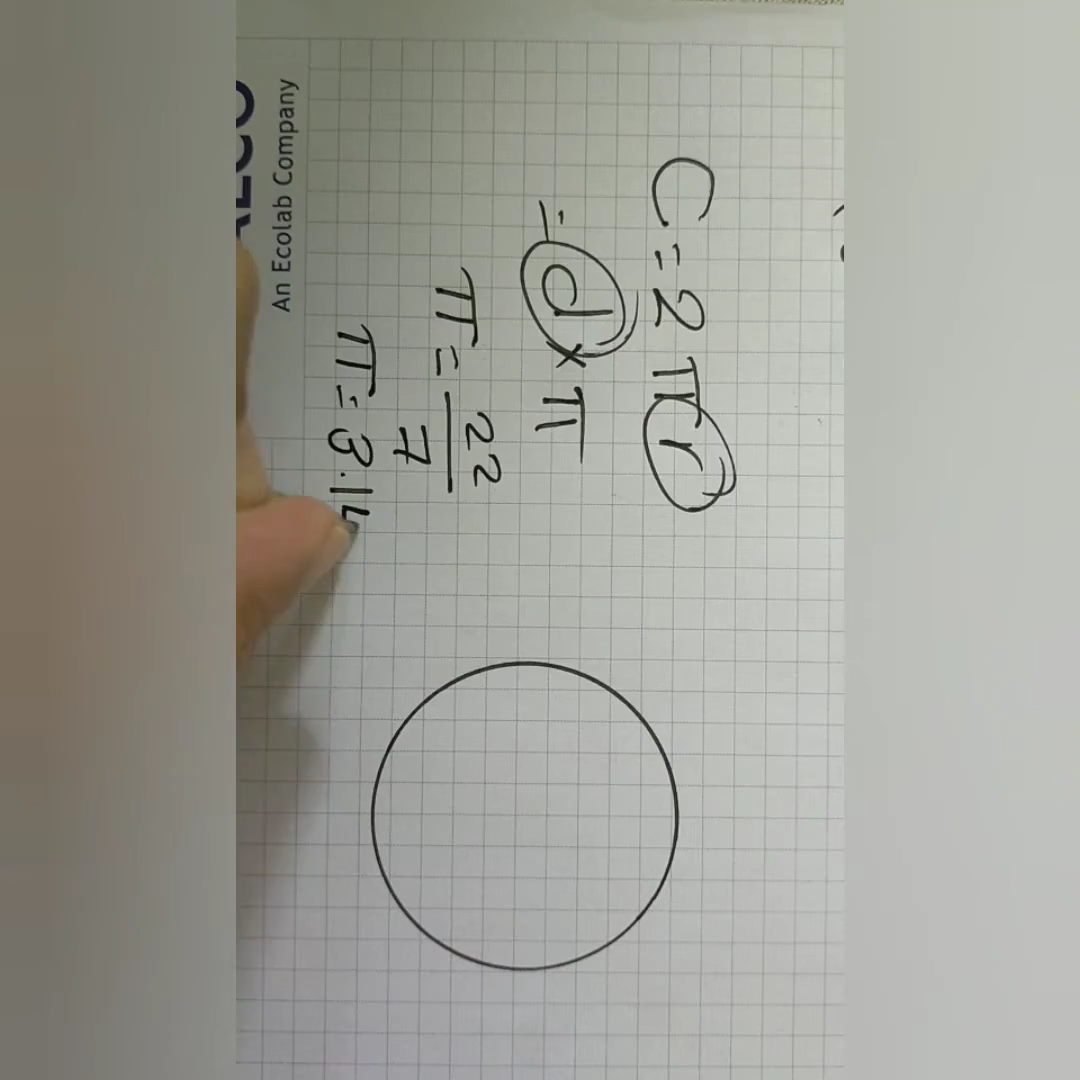 C = 2πr
= d × π
π = 22/7
π = 3.14
An Ecolab Company